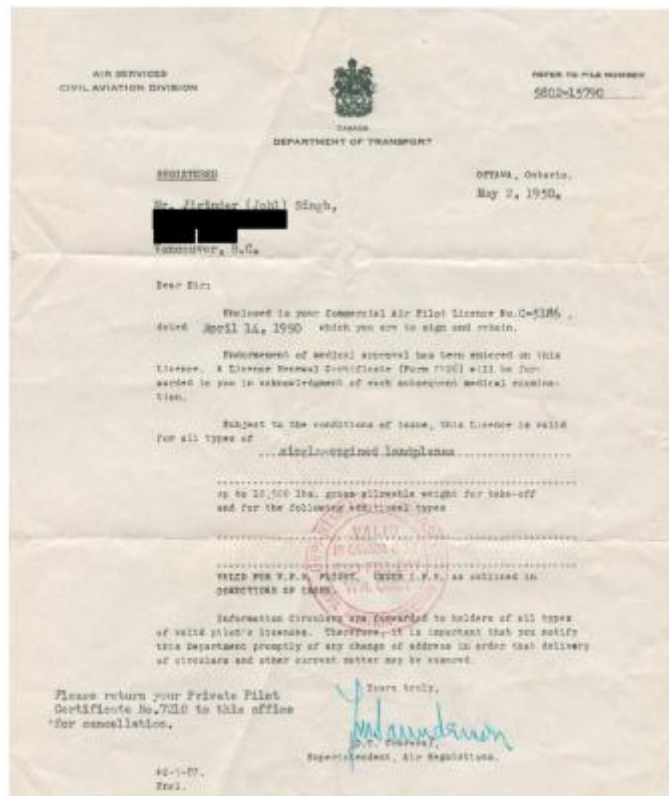 AIR SERVICES
CIVIL AVIATION DIVISION
REFER TO FILE NUMBER
5802-15790
CANADA
DEPARTMENT OF TRANSPORT
REGISTERED
OTTAWA, Ontario.
May 2, 1950.
Mr. Jirinder (Johl) Singh,
Vancouver, B.C.
Dear Sir:
Enclosed is your Commercial Air Pilot Licence No.C-5186,
dated April 14, 1950 which you are to sign and retain.
Endorsement of medical approval has been entered on this
Licence. A Licence Renewal Certificate (Form) will be for-
warded to you in acknowledgment of each subsequent medical examina-
tion.
Subject to the conditions of issue, this Licence is valid
for all types of
single-engined landplanes
up to 12,500 lbs. gross allowable weight for take-off
and for the following additional types
VALID
VALID FOR V.F.R. FLIGHT, UNDER I.F.R. as outlined in
CONDITIONS OF ISSUE.
Information Circulars are forwarded to holders of all types
of valid pilot's licences. Therefore, it is important that you notify
this Department promptly of any change of address in order that delivery
of circulars and other current matter may be ensured.
Please return your Private Pilot
Certificate No.7210 to this office
for cancellation.
Yours truly,
Superintendent, Air Regulations.
Encl.